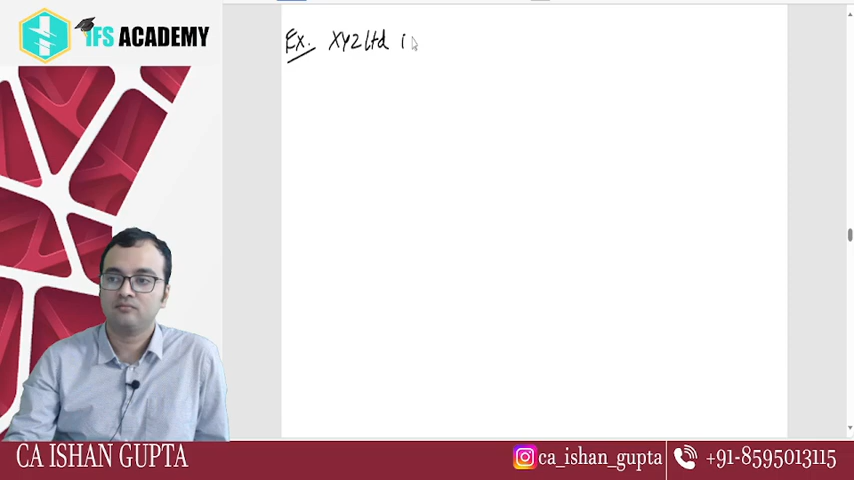 IFS ACADEMY
Ex. XYZ Ltd i
CA ISHAN GUPTA
ca_ishan_gupta
+91-8595013115